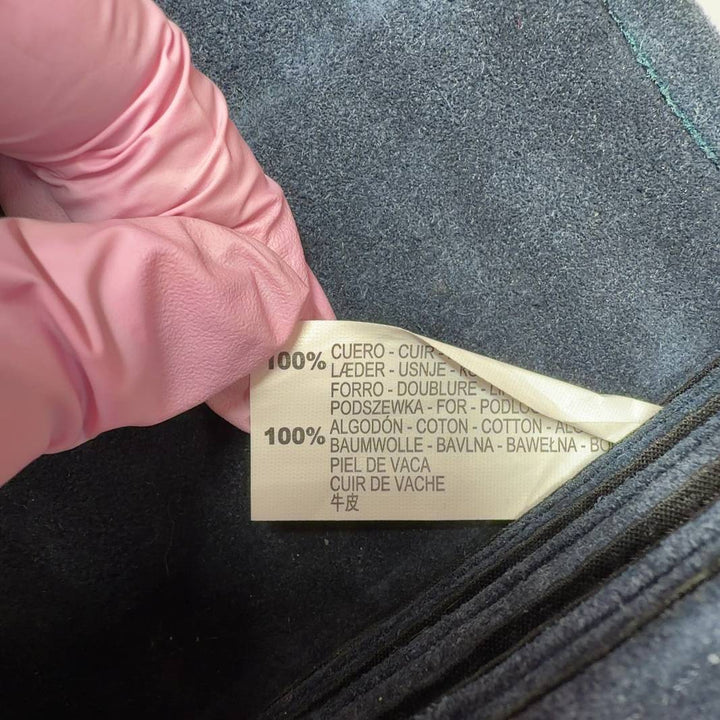 100% CUERO - CUIR -
LÆDER - USNJE -
FORRO - DOUBLURE -
PODSZEWKA - FOR -
100% ALGODÓN - COTON - COTTON -
BAUMWOLLE - BAVLNA - BAWEŁNA -
PIEL DE VACA
CUIR DE VACHE
牛皮